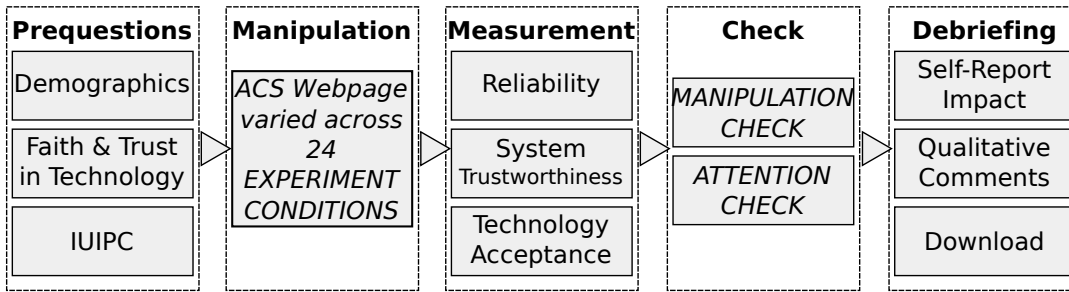 Prequestions
Demographics
Faith & Trust
in Technology
IUIPC
Manipulation
ACS Webpage
varied across
24
EXPERIMENT
CONDITIONS
Measurement
Reliability
System
Trustworthiness
Technology
Acceptance
Check
MANIPULATION
CHECK
ATTENTION
CHECK
Debriefing
Self-Report
Impact
Qualitative
Comments
Download